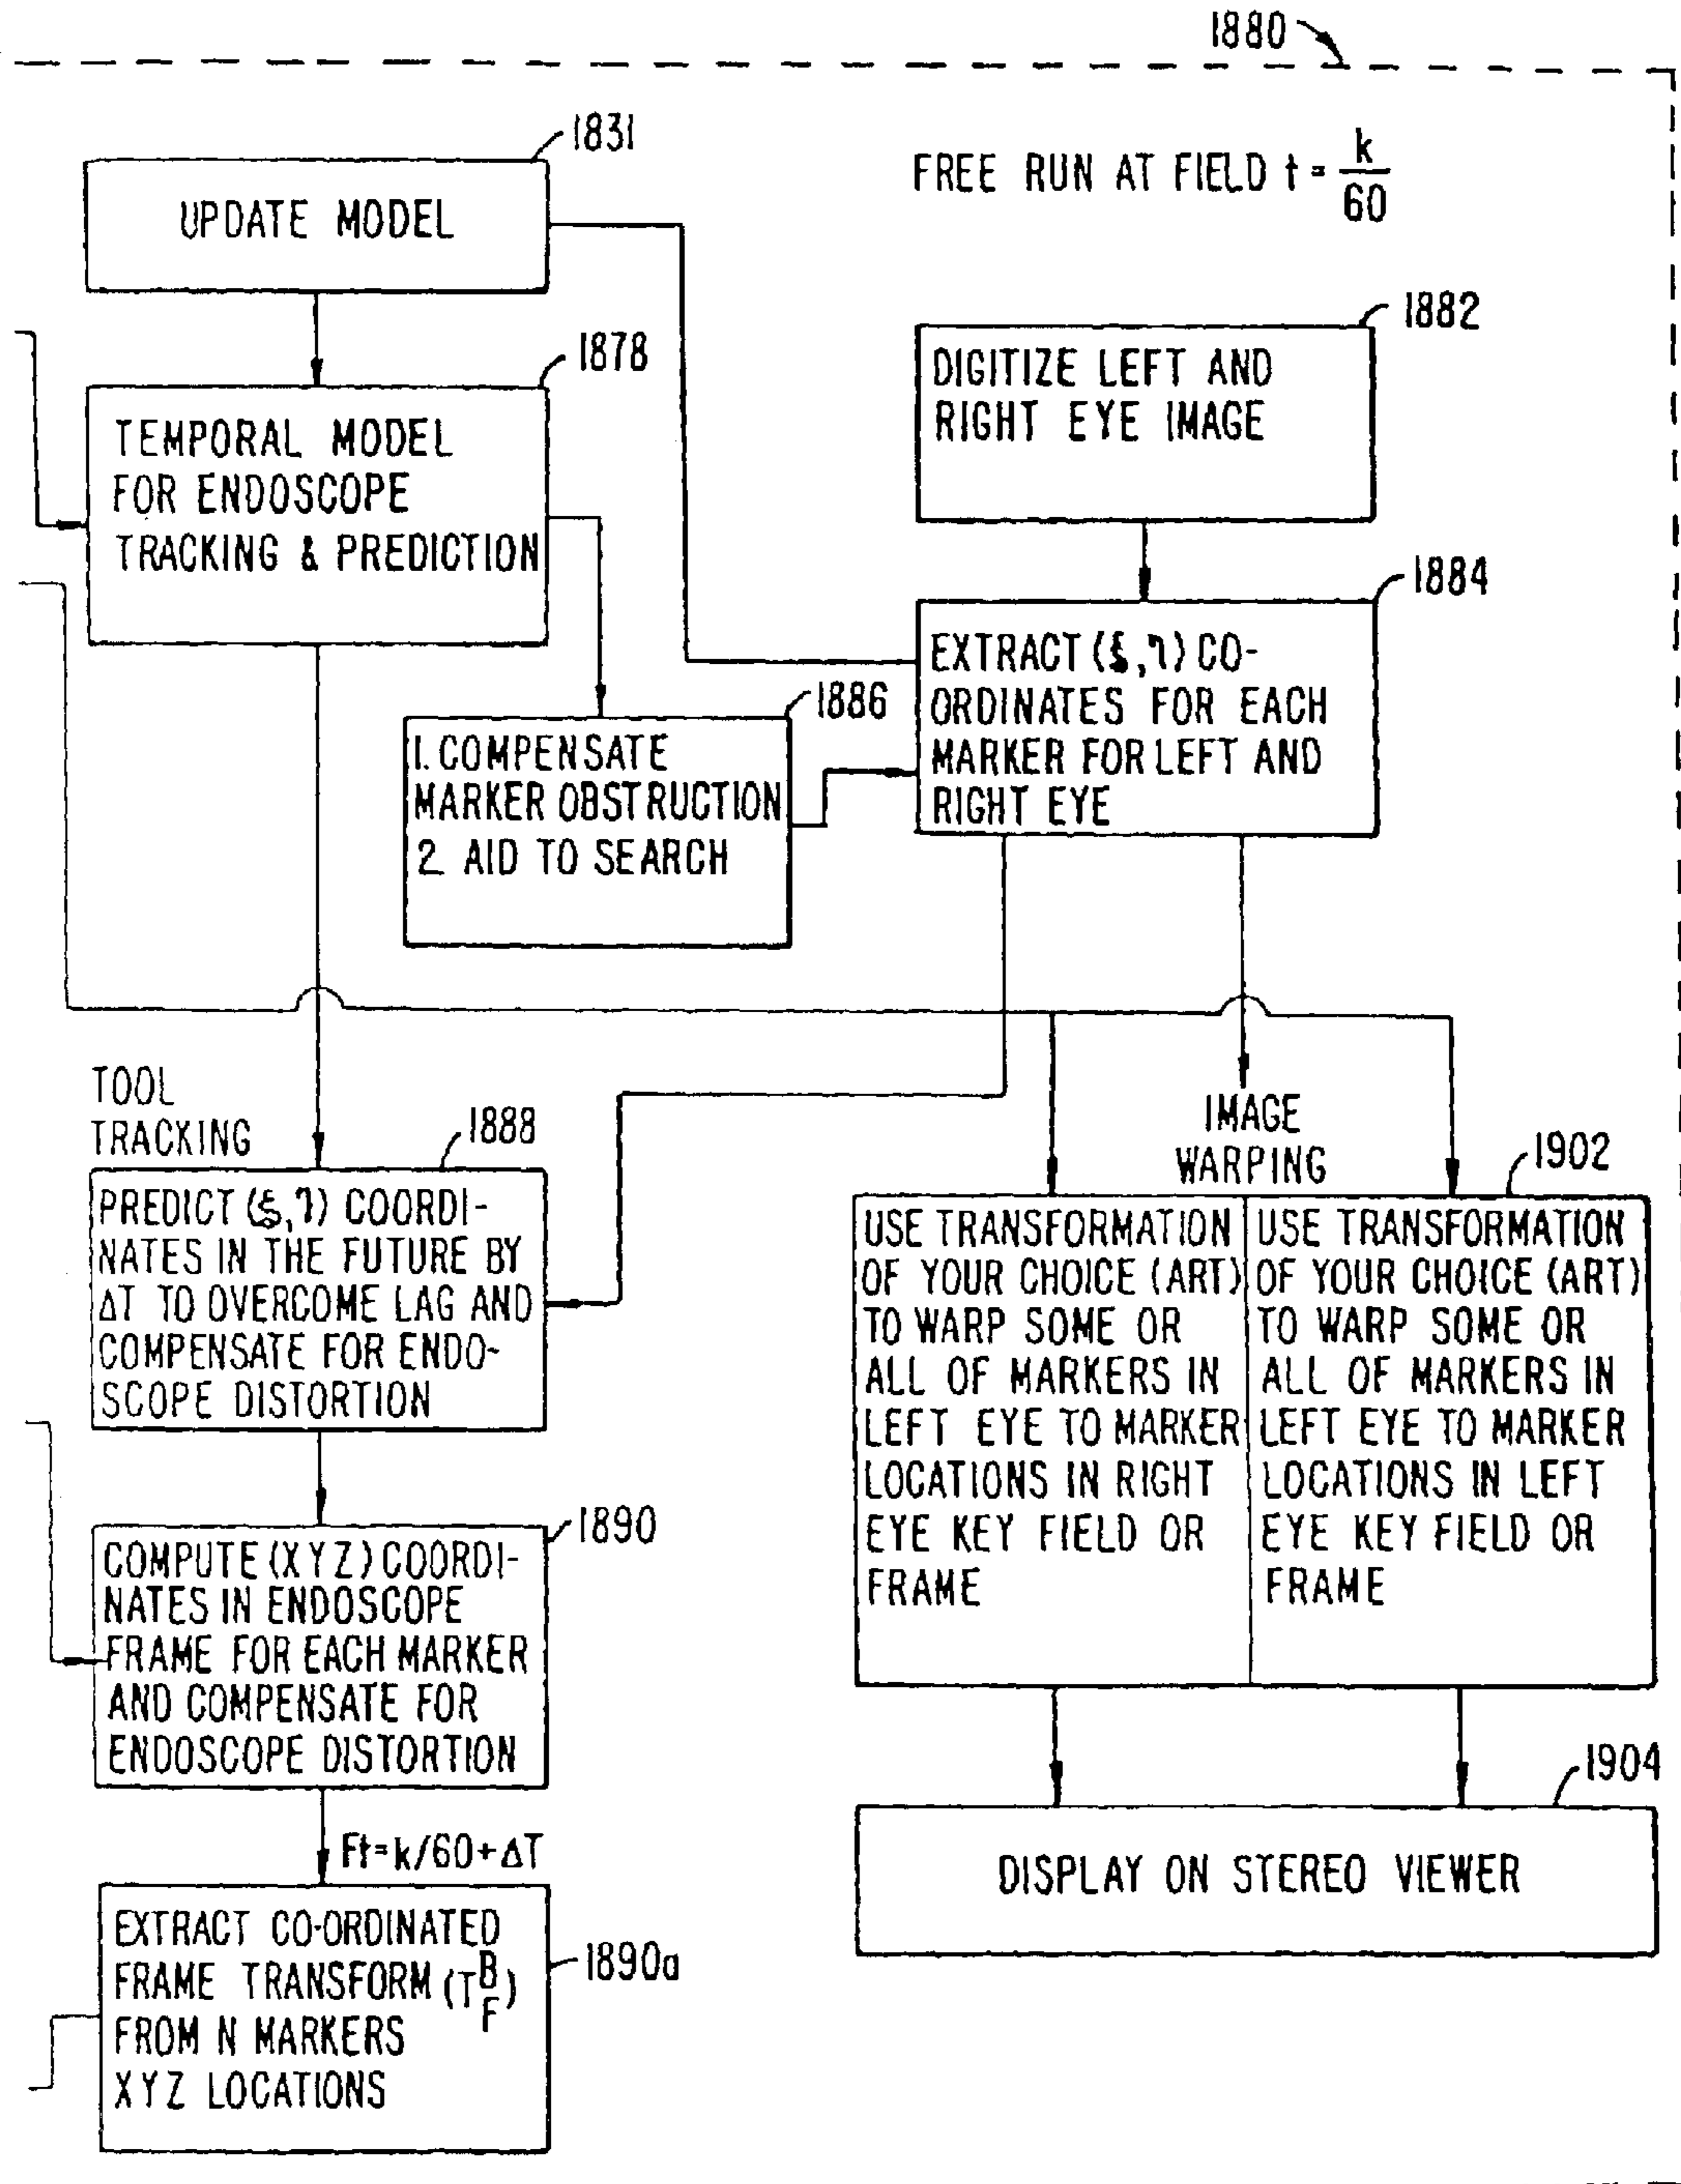 1880
1831
UPDATE MODEL
FREE RUN AT FIELD t = k/60
1882
DIGITIZE LEFT AND
RIGHT EYE IMAGE
1878
TEMPORAL MODEL
FOR ENDOSCOPE
TRACKING & PREDICTION
1884
EXTRACT (ξ,η) CO-
ORDINATES FOR EACH
MARKER FOR LEFT AND
RIGHT EYE
1886
1. COMPENSATE
MARKER OBSTRUCTION
2. AID TO SEARCH
TOOL
TRACKING
1888
PREDICT (ξ,η) COORDI-
NATES IN THE FUTURE BY
ΔT TO OVERCOME LAG AND
COMPENSATE FOR ENDO-
SCOPE DISTORTION
IMAGE
WARPING
1902
USE TRANSFORMATION
OF YOUR CHOICE (ART)
TO WARP SOME OR
ALL OF MARKERS IN
LEFT EYE TO MARKER
LOCATIONS IN RIGHT
EYE KEY FIELD OR
FRAME
USE TRANSFORMATION
OF YOUR CHOICE (ART)
TO WARP SOME OR
ALL OF MARKERS IN
LEFT EYE TO MARKER
LOCATIONS IN LEFT
EYE KEY FIELD OR
FRAME
1890
COMPUTE (XYZ) COORDI-
NATES IN ENDOSCOPE
FRAME FOR EACH MARKER
AND COMPENSATE FOR
ENDOSCOPE DISTORTION
1904
DISPLAY ON STEREO VIEWER
Ft=k/60+ΔT
1890a
EXTRACT CO-ORDINATED
FRAME TRANSFORM (T B F)
FROM N MARKERS
XYZ LOCATIONS